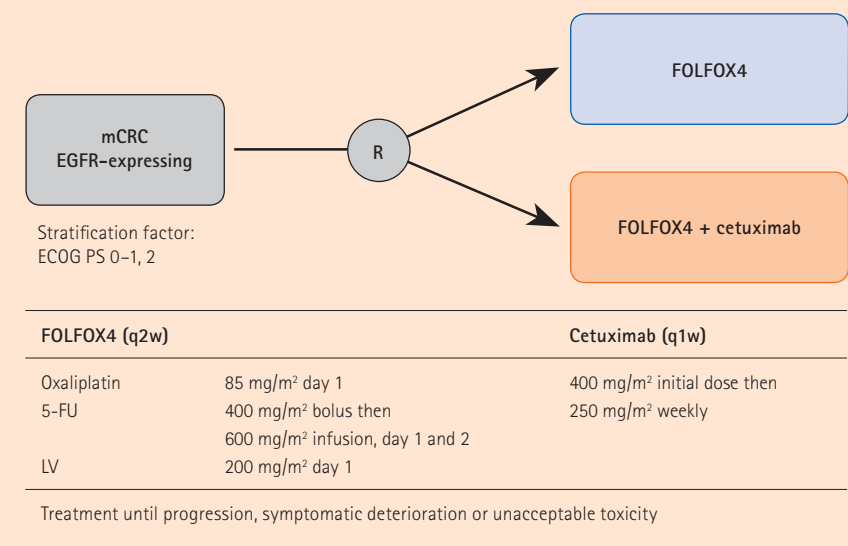 FOLFOX4
mCRC
EGFR-expressing
R
FOLFOX4 + cetuximab
Stratification factor:
ECOG PS 0–1, 2
FOLFOX4 (q2w) Cetuximab (q1w)
Oxaliplatin 85 mg/m² day 1 400 mg/m² initial dose then
5-FU 400 mg/m² bolus then 250 mg/m² weekly
600 mg/m² infusion, day 1 and 2
LV 200 mg/m² day 1
Treatment until progression, symptomatic deterioration or unacceptable toxicity